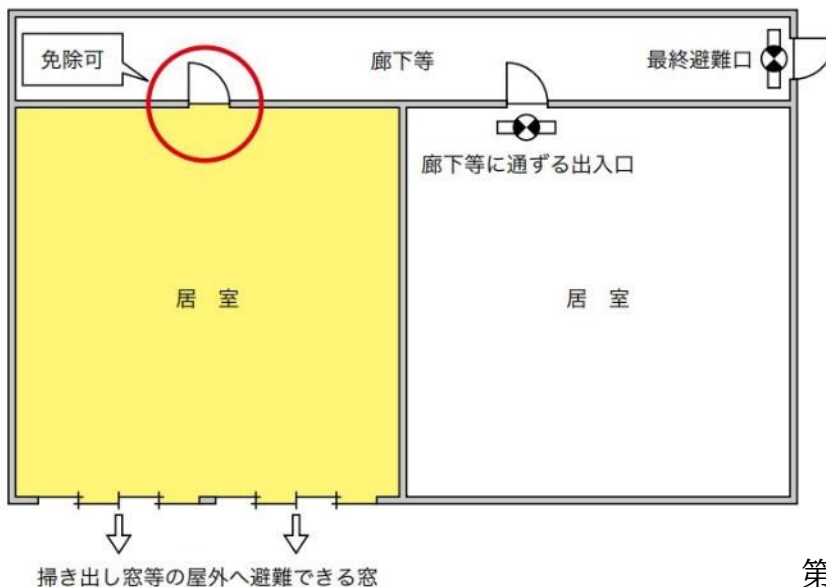 免除可
廊下等
最終避難口
廊下等に通ずる出入口
居　室
居　室
掃き出し窓等の屋外へ避難できる窓
第